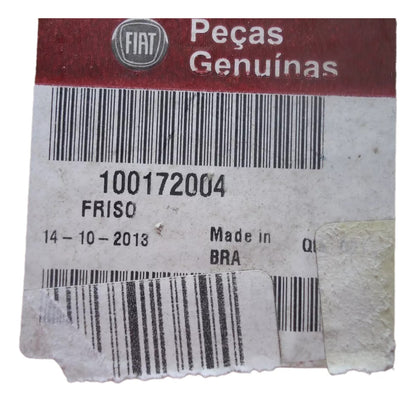 FIAT
Peças
Genuínas
100172004
FRISO
14-10-2013
Made in
BRA